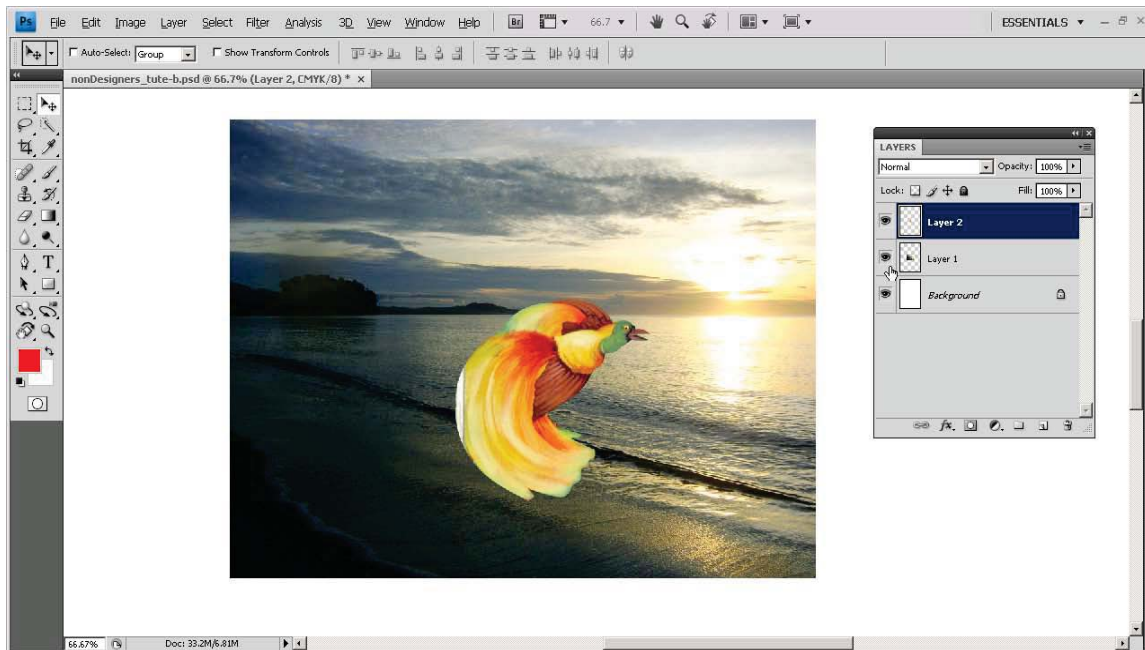 Ps File Edit Image Layer Select Filter Analysis 3D View Window Help Br 66.7 ESSENTIALS
Auto-Select: Group Show Transform Controls
nonDesigners_tute-b.psd @ 66.7% (Layer 2, CMYK/8) * x
LAYERS
Normal Opacity: 100%
Lock: Fill: 100%
Layer 2
Layer 1
Background
T
fx.
66.67% Doc: 33.2M/6.81M